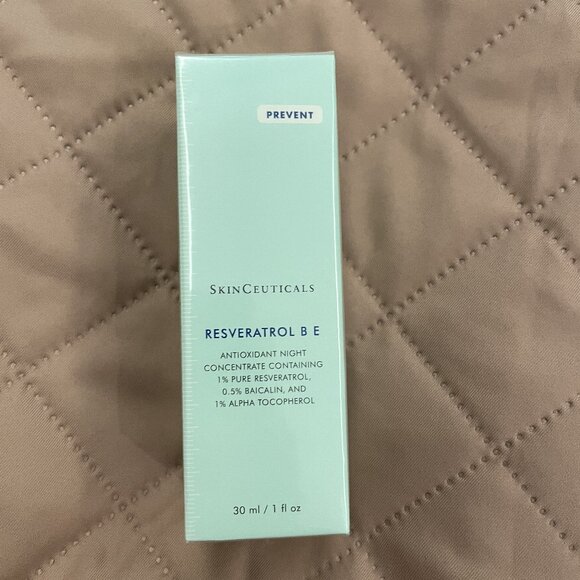 PREVENT
SKINCEUTICALS
RESVERATROL B E
ANTIOXIDANT NIGHT
CONCENTRATE CONTAINING
1% PURE RESVERATROL,
0.5% BAICALIN, AND
1% ALPHA TOCOPHEROL
30 ml / 1 fl oz